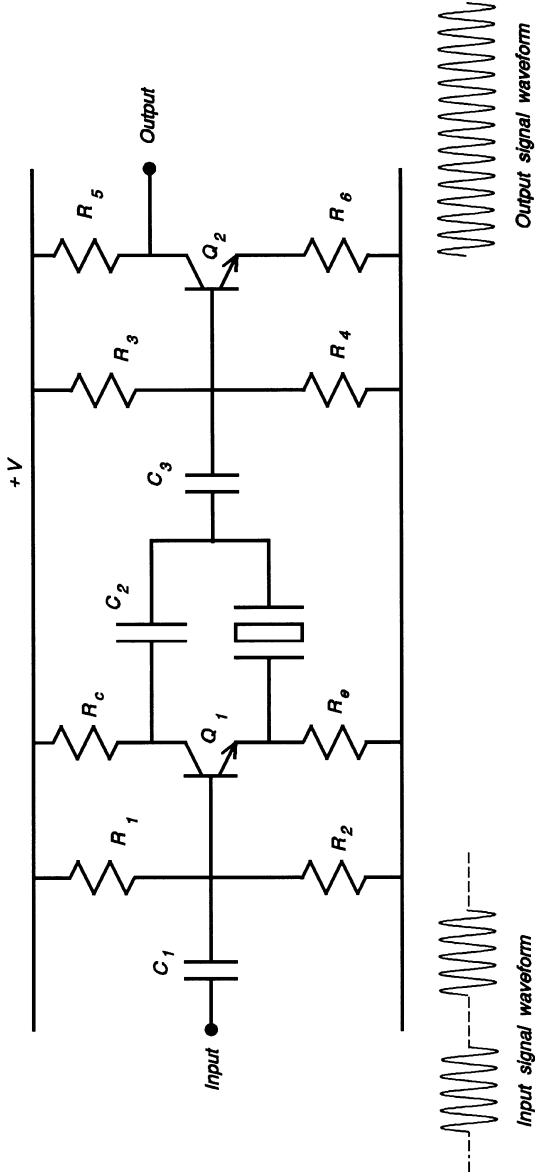 +V
R1
Rc
R3
R5
C2
Output
Input
C1
Q1
C3
Q2
R2
Re
R4
R6
Input signal waveform
Output signal waveform